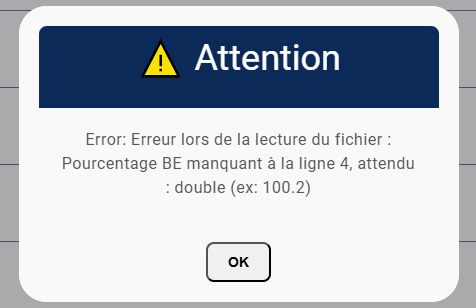 Attention
Error: Erreur lors de la lecture du fichier :
Pourcentage BE manquant à la ligne 4, attendu
: double (ex: 100.2)
OK